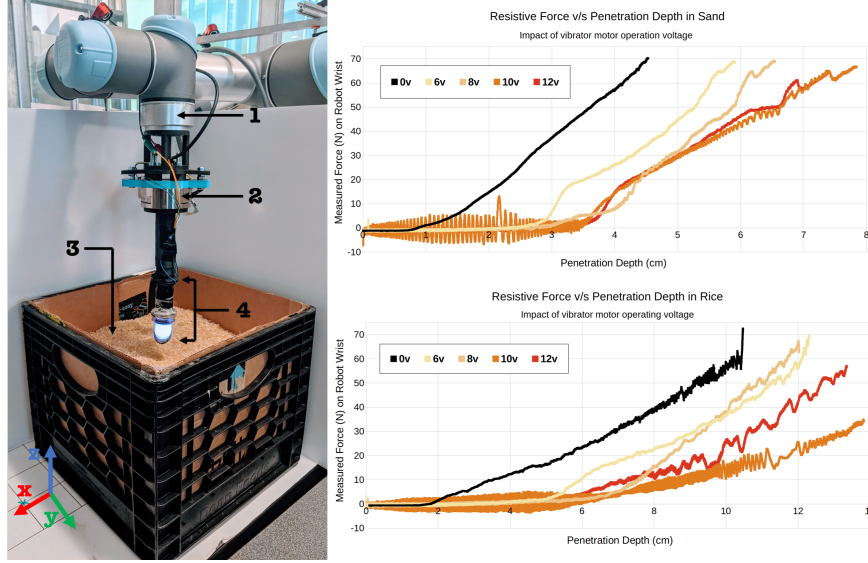 1
2
3
4
z
x
y
Resistive Force v/s Penetration Depth in Sand
Impact of vibrator motor operation voltage
Measured Force (N) on Robot Wrist
70
60
50
40
30
20
10
0
-10
0v 6v 8v 10v 12v
0 1 2 3 4 5 6 7 8
Penetration Depth (cm)
Resistive Force v/s Penetration Depth in Rice
Impact of vibrator motor operating voltage
Measured Force (N) on Robot Wrist
70
60
50
40
30
20
10
0
-10
0v 6v 8v 10v 12v
0 2 4 6 8 10 12
Penetration Depth (cm)